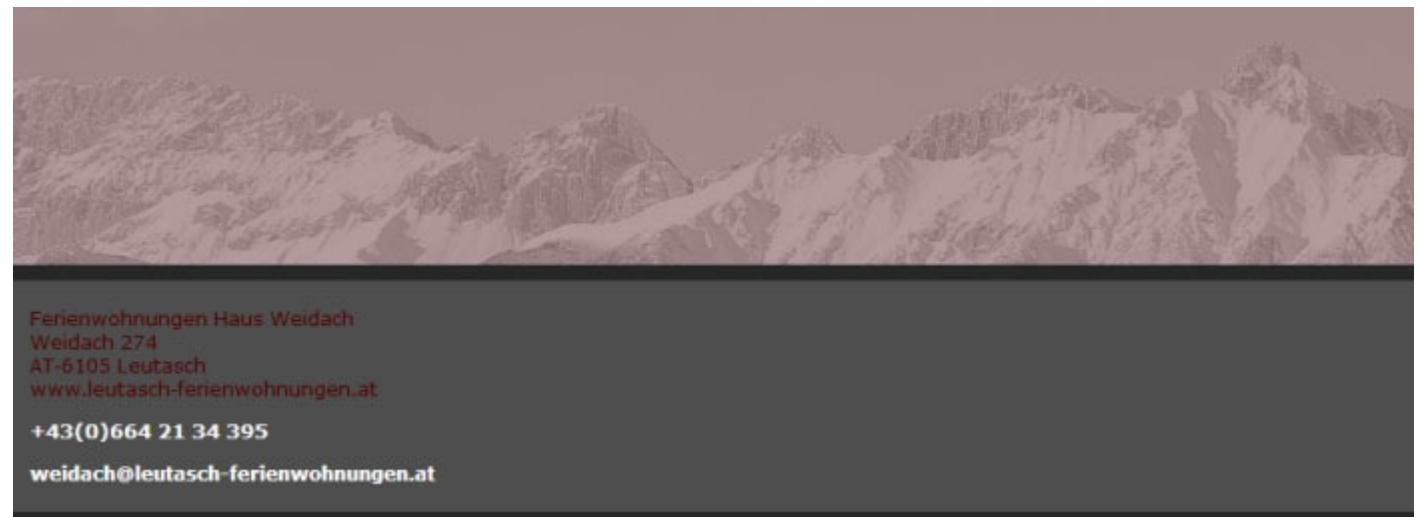 Ferienwohnungen Haus Weidach
Weidach 274
AT-6105 Leutasch
www.leutasch-ferienwohnungen.at
+43(0)664 21 34 395
weidach@leutasch-ferienwohnungen.at